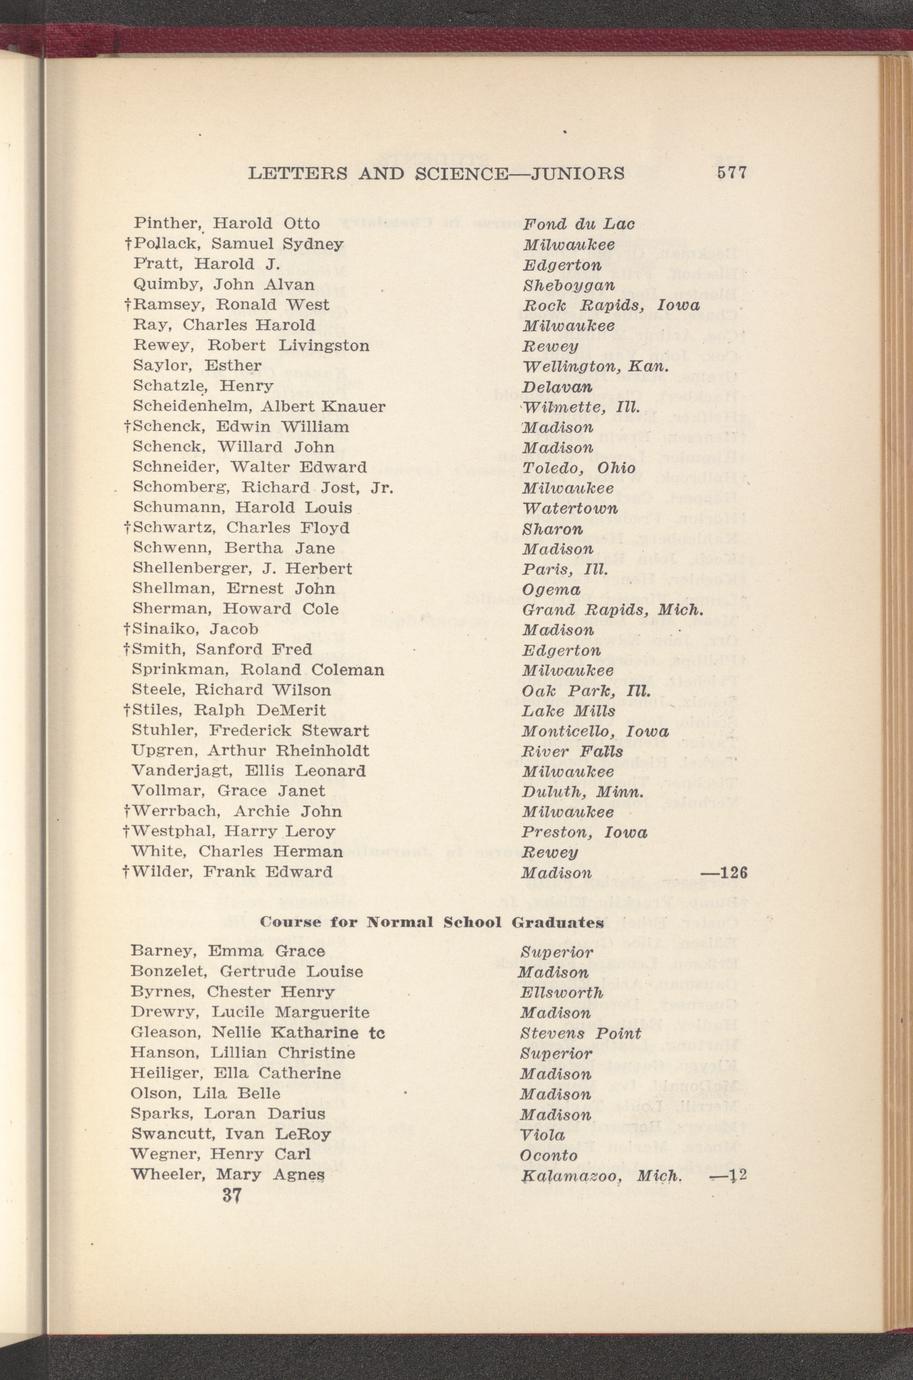 LETTERS AND SCIENCE—JUNIORS 577
Pinther, Harold Otto Fond du Lac
†Pollack, Samuel Sydney Milwaukee
Pratt, Harold J. Edgerton
Quimby, John Alvan Sheboygan
†Ramsey, Ronald West Rock Rapids, Iowa
Ray, Charles Harold Milwaukee
Rewey, Robert Livingston Rewey
Saylor, Esther Wellington, Kan.
Schatzle, Henry Delavan
Scheidenhelm, Albert Knauer Wilmette, Ill.
†Schenck, Edwin William Madison
Schenck, Willard John Madison
Schneider, Walter Edward Toledo, Ohio
Schomberg, Richard Jost, Jr. Milwaukee
Schumann, Harold Louis Watertown
†Schwartz, Charles Floyd Sharon
Schwenn, Bertha Jane Madison
Shellenberger, J. Herbert Paris, Ill.
Shellman, Ernest John Ogema
Sherman, Howard Cole Grand Rapids, Mich.
†Sinaiko, Jacob Madison
†Smith, Sanford Fred Edgerton
Sprinkman, Roland Coleman Milwaukee
Steele, Richard Wilson Oak Park, Ill.
†Stiles, Ralph DeMerit Lake Mills
Stuhler, Frederick Stewart Monticello, Iowa
Upgren, Arthur Rheinholdt River Falls
Vanderjagt, Ellis Leonard Milwaukee
Vollmar, Grace Janet Duluth, Minn.
†Werrbach, Archie John Milwaukee
†Westphal, Harry Leroy Preston, Iowa
White, Charles Herman Rewey
†Wilder, Frank Edward Madison —126
Course for Normal School Graduates
Barney, Emma Grace Superior
Bonzelet, Gertrude Louise Madison
Byrnes, Chester Henry Ellsworth
Drewry, Lucile Marguerite Madison
Gleason, Nellie Katharine tc Stevens Point
Hanson, Lillian Christine Superior
Heiliger, Ella Catherine Madison
Olson, Lila Belle Madison
Sparks, Loran Darius Madison
Swancutt, Ivan LeRoy Viola
Wegner, Henry Carl Oconto
Wheeler, Mary Agnes Kalamazoo, Mich. —12
37